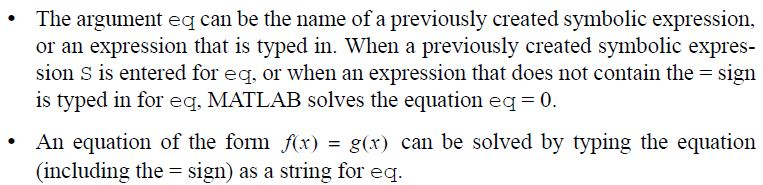 • The argument eq can be the name of a previously created symbolic expression,
or an expression that is typed in. When a previously created symbolic expres-
sion S is entered for eq, or when an expression that does not contain the = sign
is typed in for eq, MATLAB solves the equation eq = 0.
• An equation of the form f(x) = g(x) can be solved by typing the equation
(including the = sign) as a string for eq.